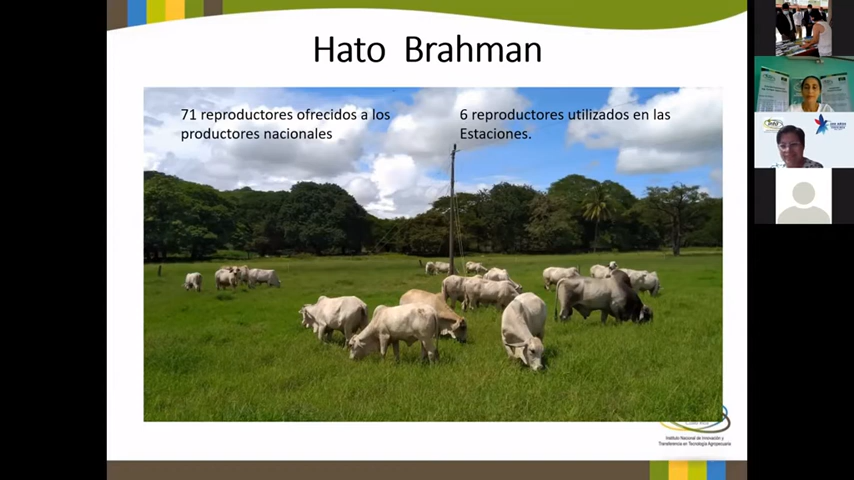 Hato Brahman
71 reproductores ofrecidos a los
productores nacionales
6 reproductores utilizados en las
Estaciones.
Instituto Nacional de Innovación y
Transferencia en Tecnología Agropecuaria